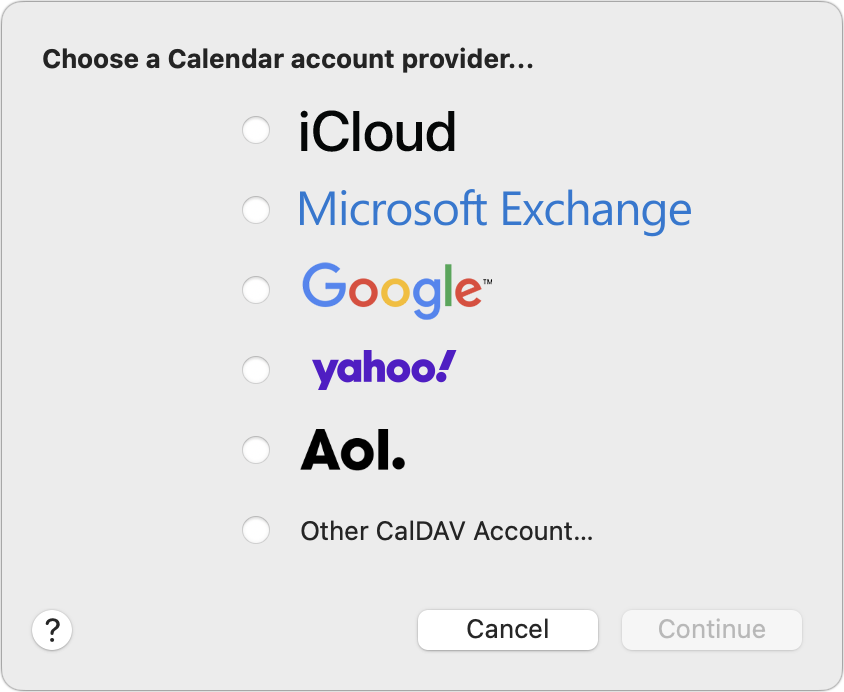 Choose a Calendar account provider...
iCloud
Microsoft Exchange
Google™
yahoo!
Aol.
Other CalDAV Account...
?
Cancel
Continue